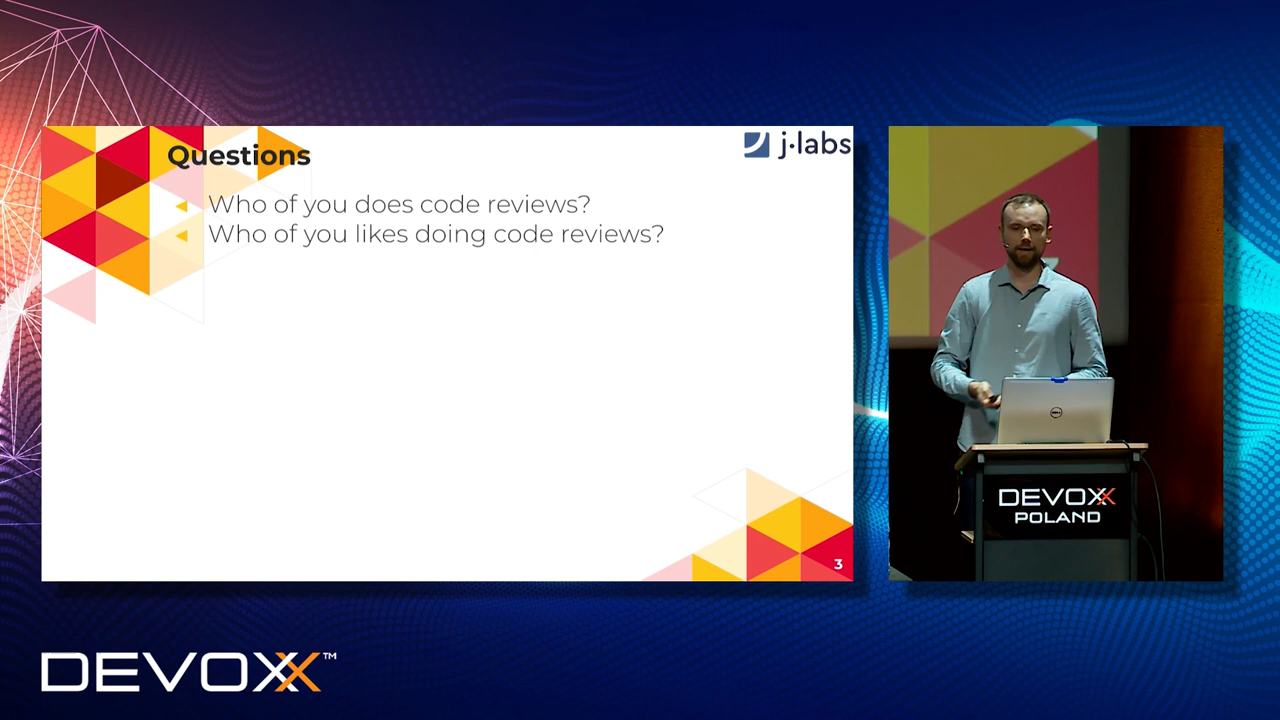 Questions
j·labs
Who of you does code reviews?
Who of you likes doing code reviews?
3
DELL
DEVOXX
POLAND
DEVOXX™